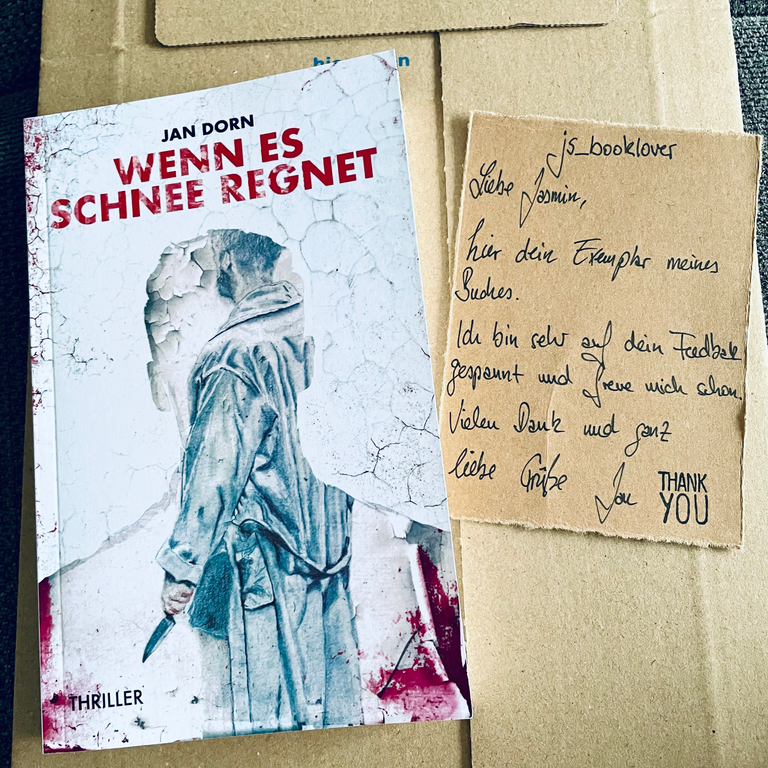 JAN DORN
WENN ES
SCHNEE REGNET
THRILLER
js_booklover
Liebe Jasmin,
hier dein Exemplar meines
Buches.
Ich bin sehr auf dein Feedback
gespannt und freue mich schon.
Vielen Dank und ganz
liebe Grüße Jan
THANK
YOU